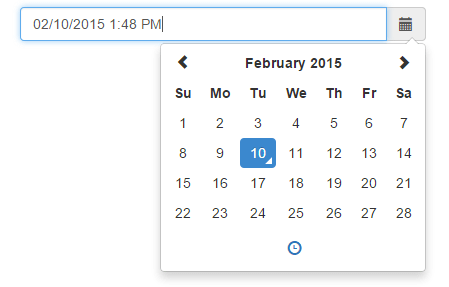 02/10/2015 1:48 PM
February 2015
Su Mo Tu We Th Fr Sa
1 2 3 4 5 6 7
8 9 10 11 12 13 14
15 16 17 18 19 20 21
22 23 24 25 26 27 28